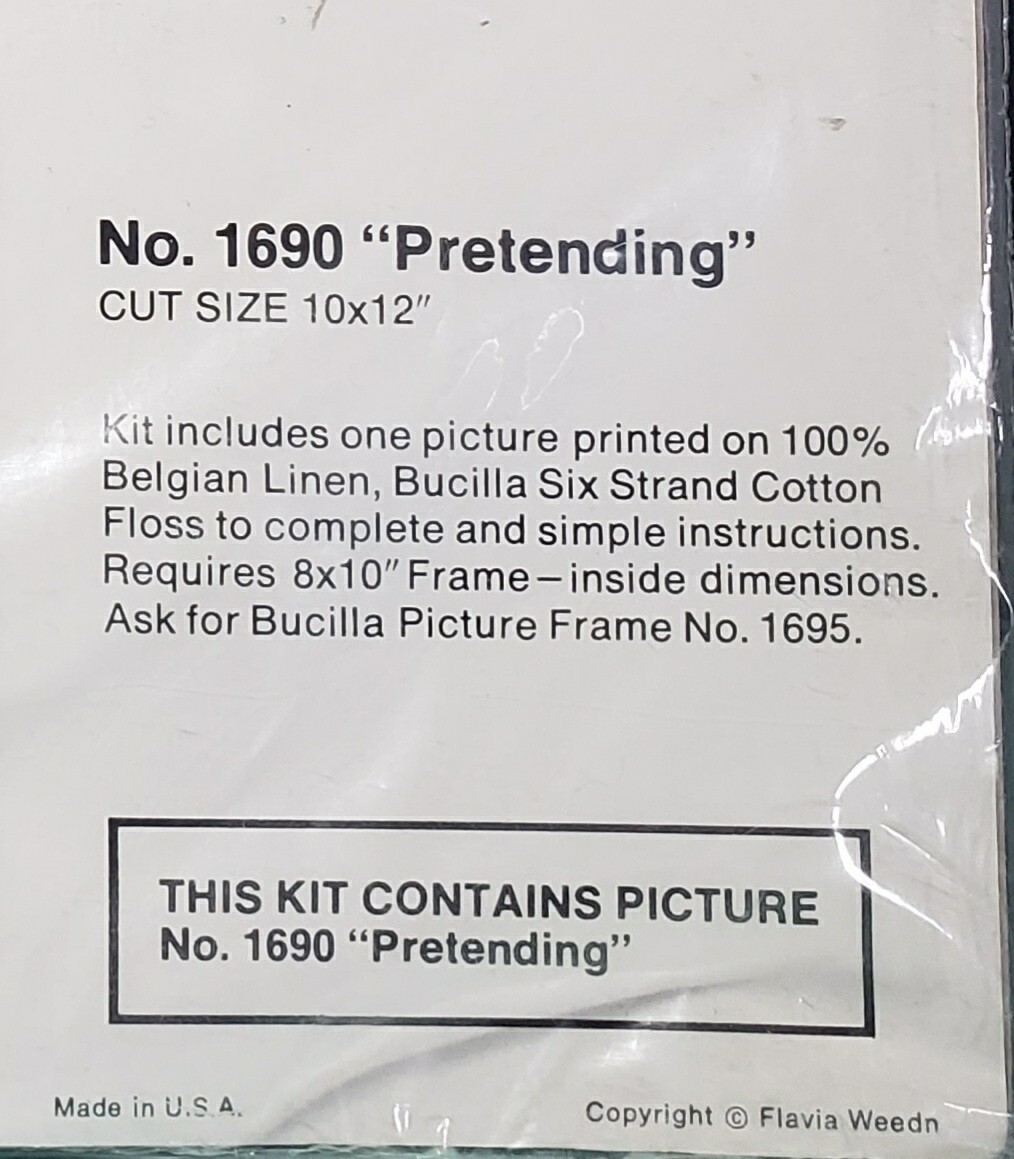 No. 1690 “Pretending”
CUT SIZE 10x12″
Kit includes one picture printed on 100%
Belgian Linen, Bucilla Six Strand Cotton
Floss to complete and simple instructions.
Requires 8x10″ Frame—inside dimensions.
Ask for Bucilla Picture Frame No. 1695.
THIS KIT CONTAINS PICTURE
No. 1690 “Pretending”
Made in U.S.A.
Copyright © Flavia Weedn